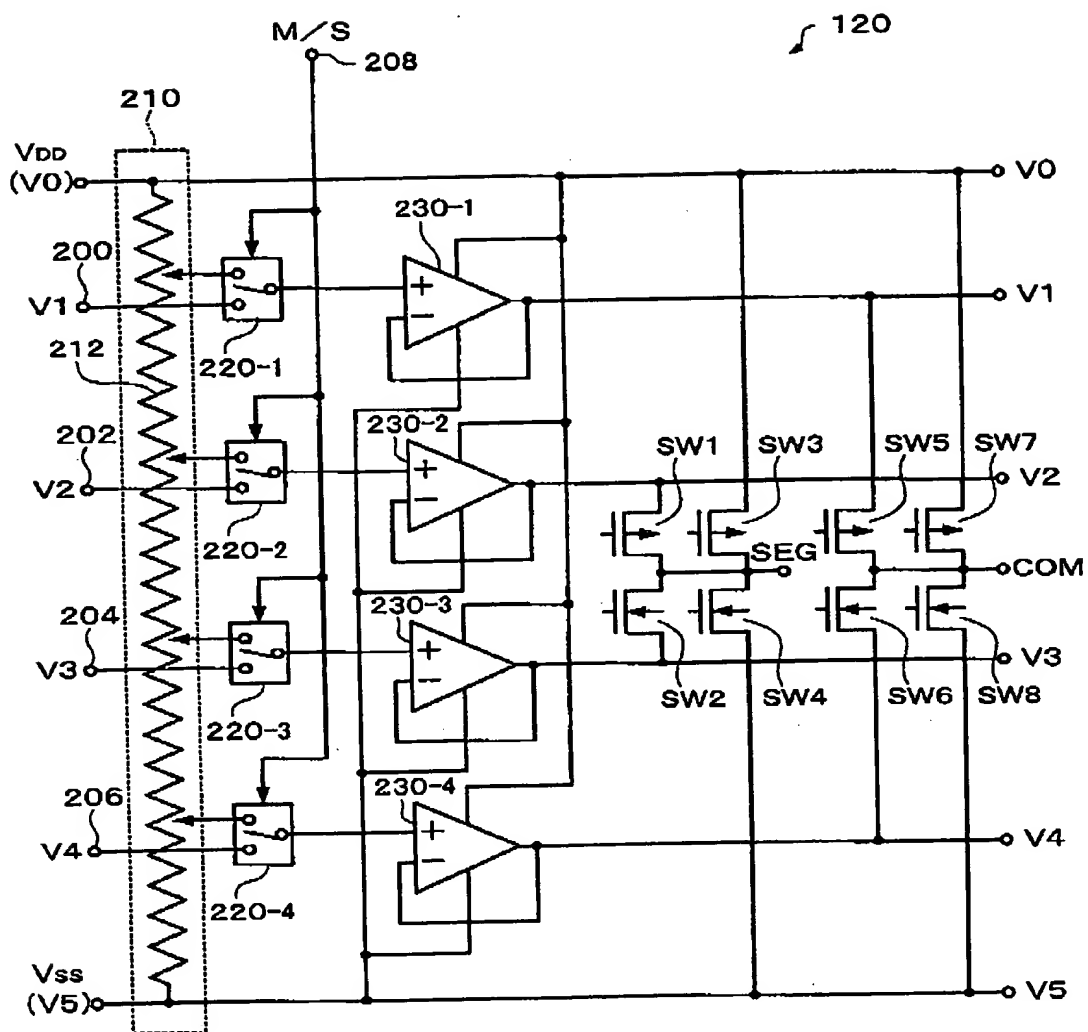 M/S
208
120
210
VDD
(V0)
V0
230-1
200
V1
+
−
V1
220-1
212
230-2
202
V2
+
−
SW1
SW3
SW5
SW7
V2
220-2
SEG
COM
230-3
204
V3
+
−
V3
220-3
SW2
SW4
SW6
SW8
230-4
206
V4
+
−
V4
220-4
VSS
(V5)
V5